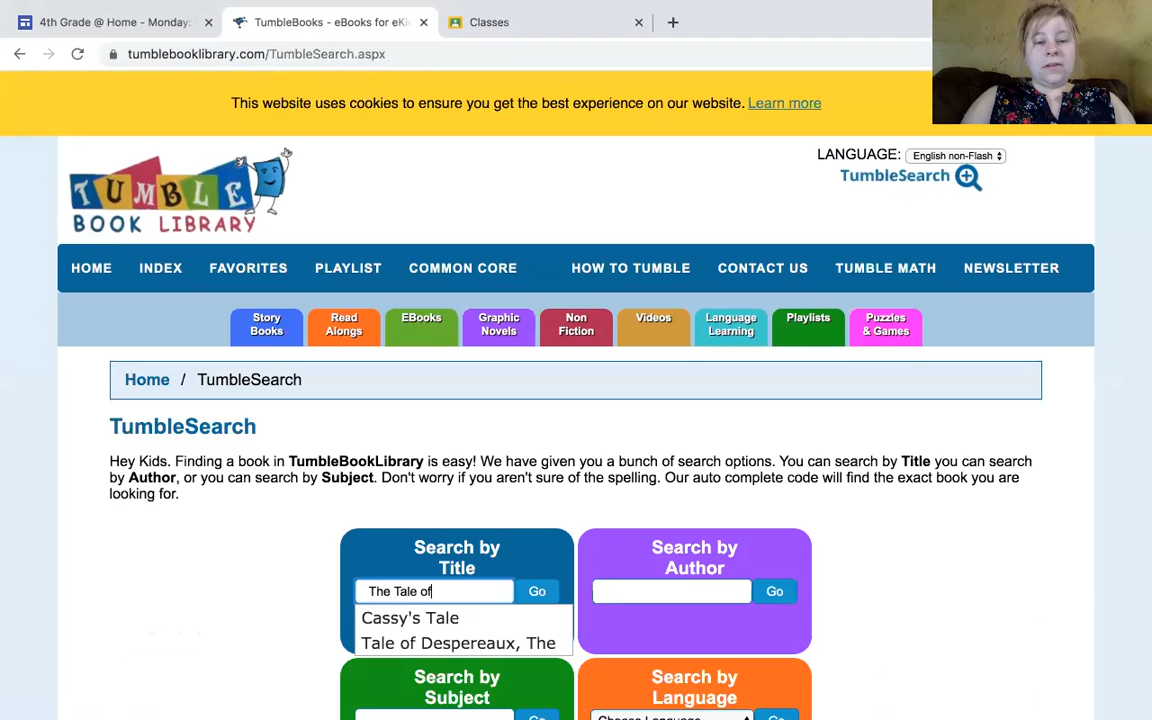 4th Grade @ Home - Monday:
TumbleBooks - eBooks for eKi
Classes
tumblebooklibrary.com/TumbleSearch.aspx
This website uses cookies to ensure you get the best experience on our website. Learn more
TUMBLE
BOOK LIBRARY
LANGUAGE: English non-Flash
TumbleSearch
HOME INDEX FAVORITES PLAYLIST COMMON CORE HOW TO TUMBLE CONTACT US TUMBLE MATH NEWSLETTER
Story Books
Read Alongs
EBooks
Graphic Novels
Non Fiction
Videos
Language Learning
Playlists
Puzzles & Games
Home / TumbleSearch
TumbleSearch
Hey Kids. Finding a book in TumbleBookLibrary is easy! We have given you a bunch of search options. You can search by Title you can search
by Author, or you can search by Subject. Don't worry if you aren't sure of the spelling. Our auto complete code will find the exact book you are
looking for.
Search by
Title
The Tale of Go
Cassy's Tale
Tale of Despereaux, The
Search by
Author
Go
Search by
Subject
Go
Search by
Language
Choose Language Go